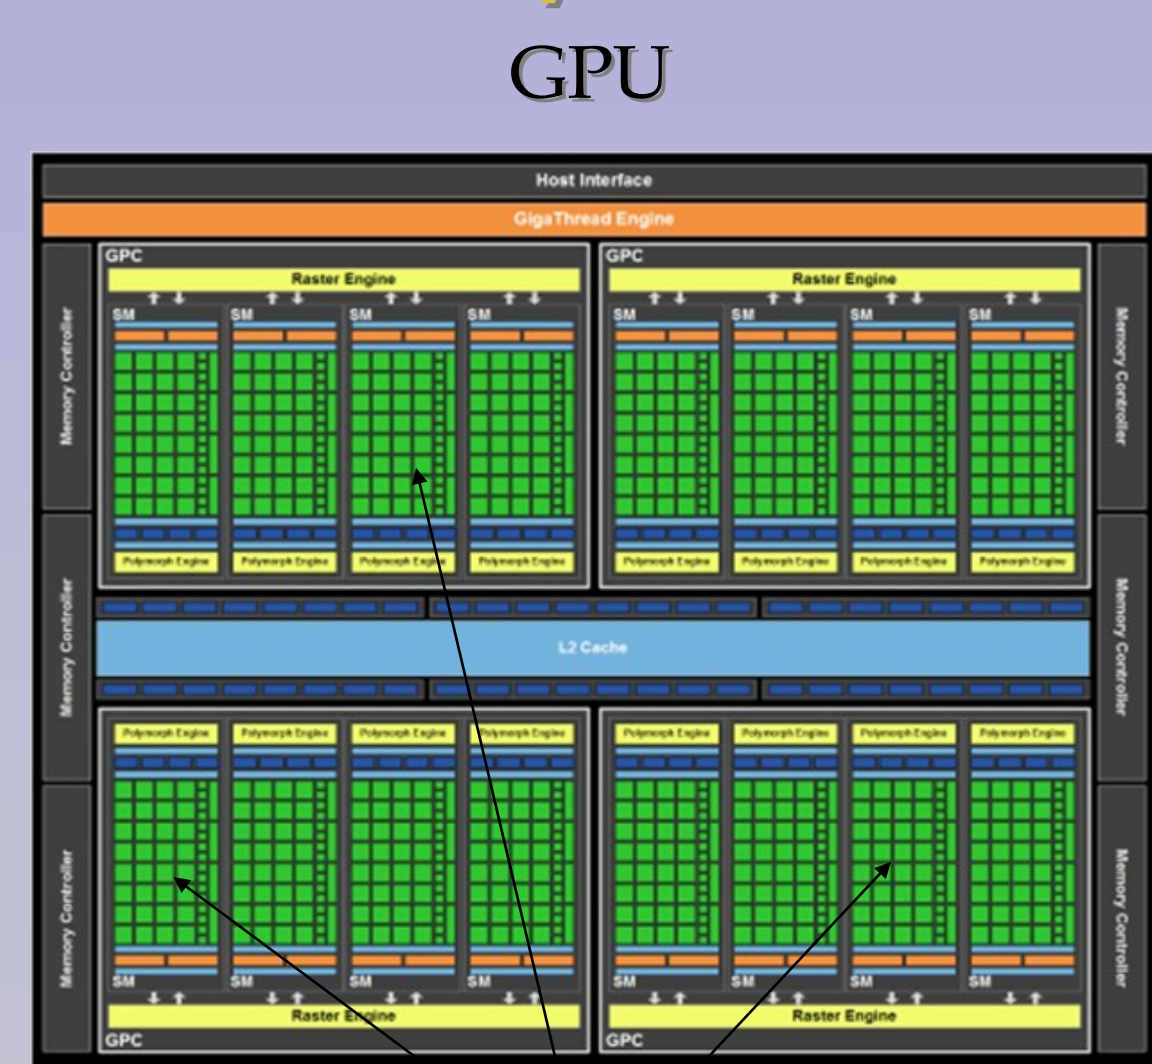 GPU
Host Interface
GigaThread Engine
Memory Controller
Memory Controller
Memory Controller
GPC
Raster Engine
SM SM SM SM
Polymorph Engine Polymorph Engine Polymorph Engine Polymorph Engine
GPC
Raster Engine
SM SM SM SM
Polymorph Engine Polymorph Engine Polymorph Engine Polymorph Engine
L2 Cache
Polymorph Engine Polymorph Engine Polymorph Engine Polymorph Engine
SM SM SM SM
Raster Engine
GPC
Polymorph Engine Polymorph Engine Polymorph Engine Polymorph Engine
SM SM SM SM
Raster Engine
GPC
Memory Controller
Memory Controller
Memory Controller